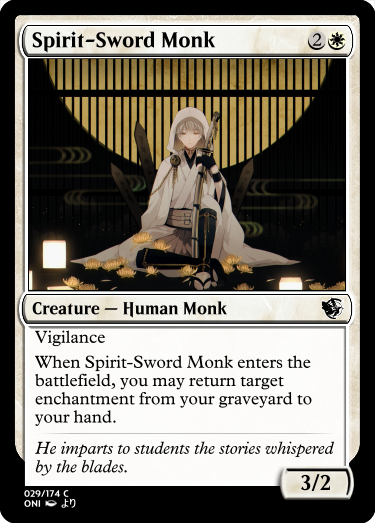 Spirit-Sword Monk 2
Creature — Human Monk
Vigilance
When Spirit-Sword Monk enters the
battlefield, you may return target
enchantment from your graveyard to
your hand.
He imparts to students the stories whispered
by the blades.
3/2
029/174 C
ONI より